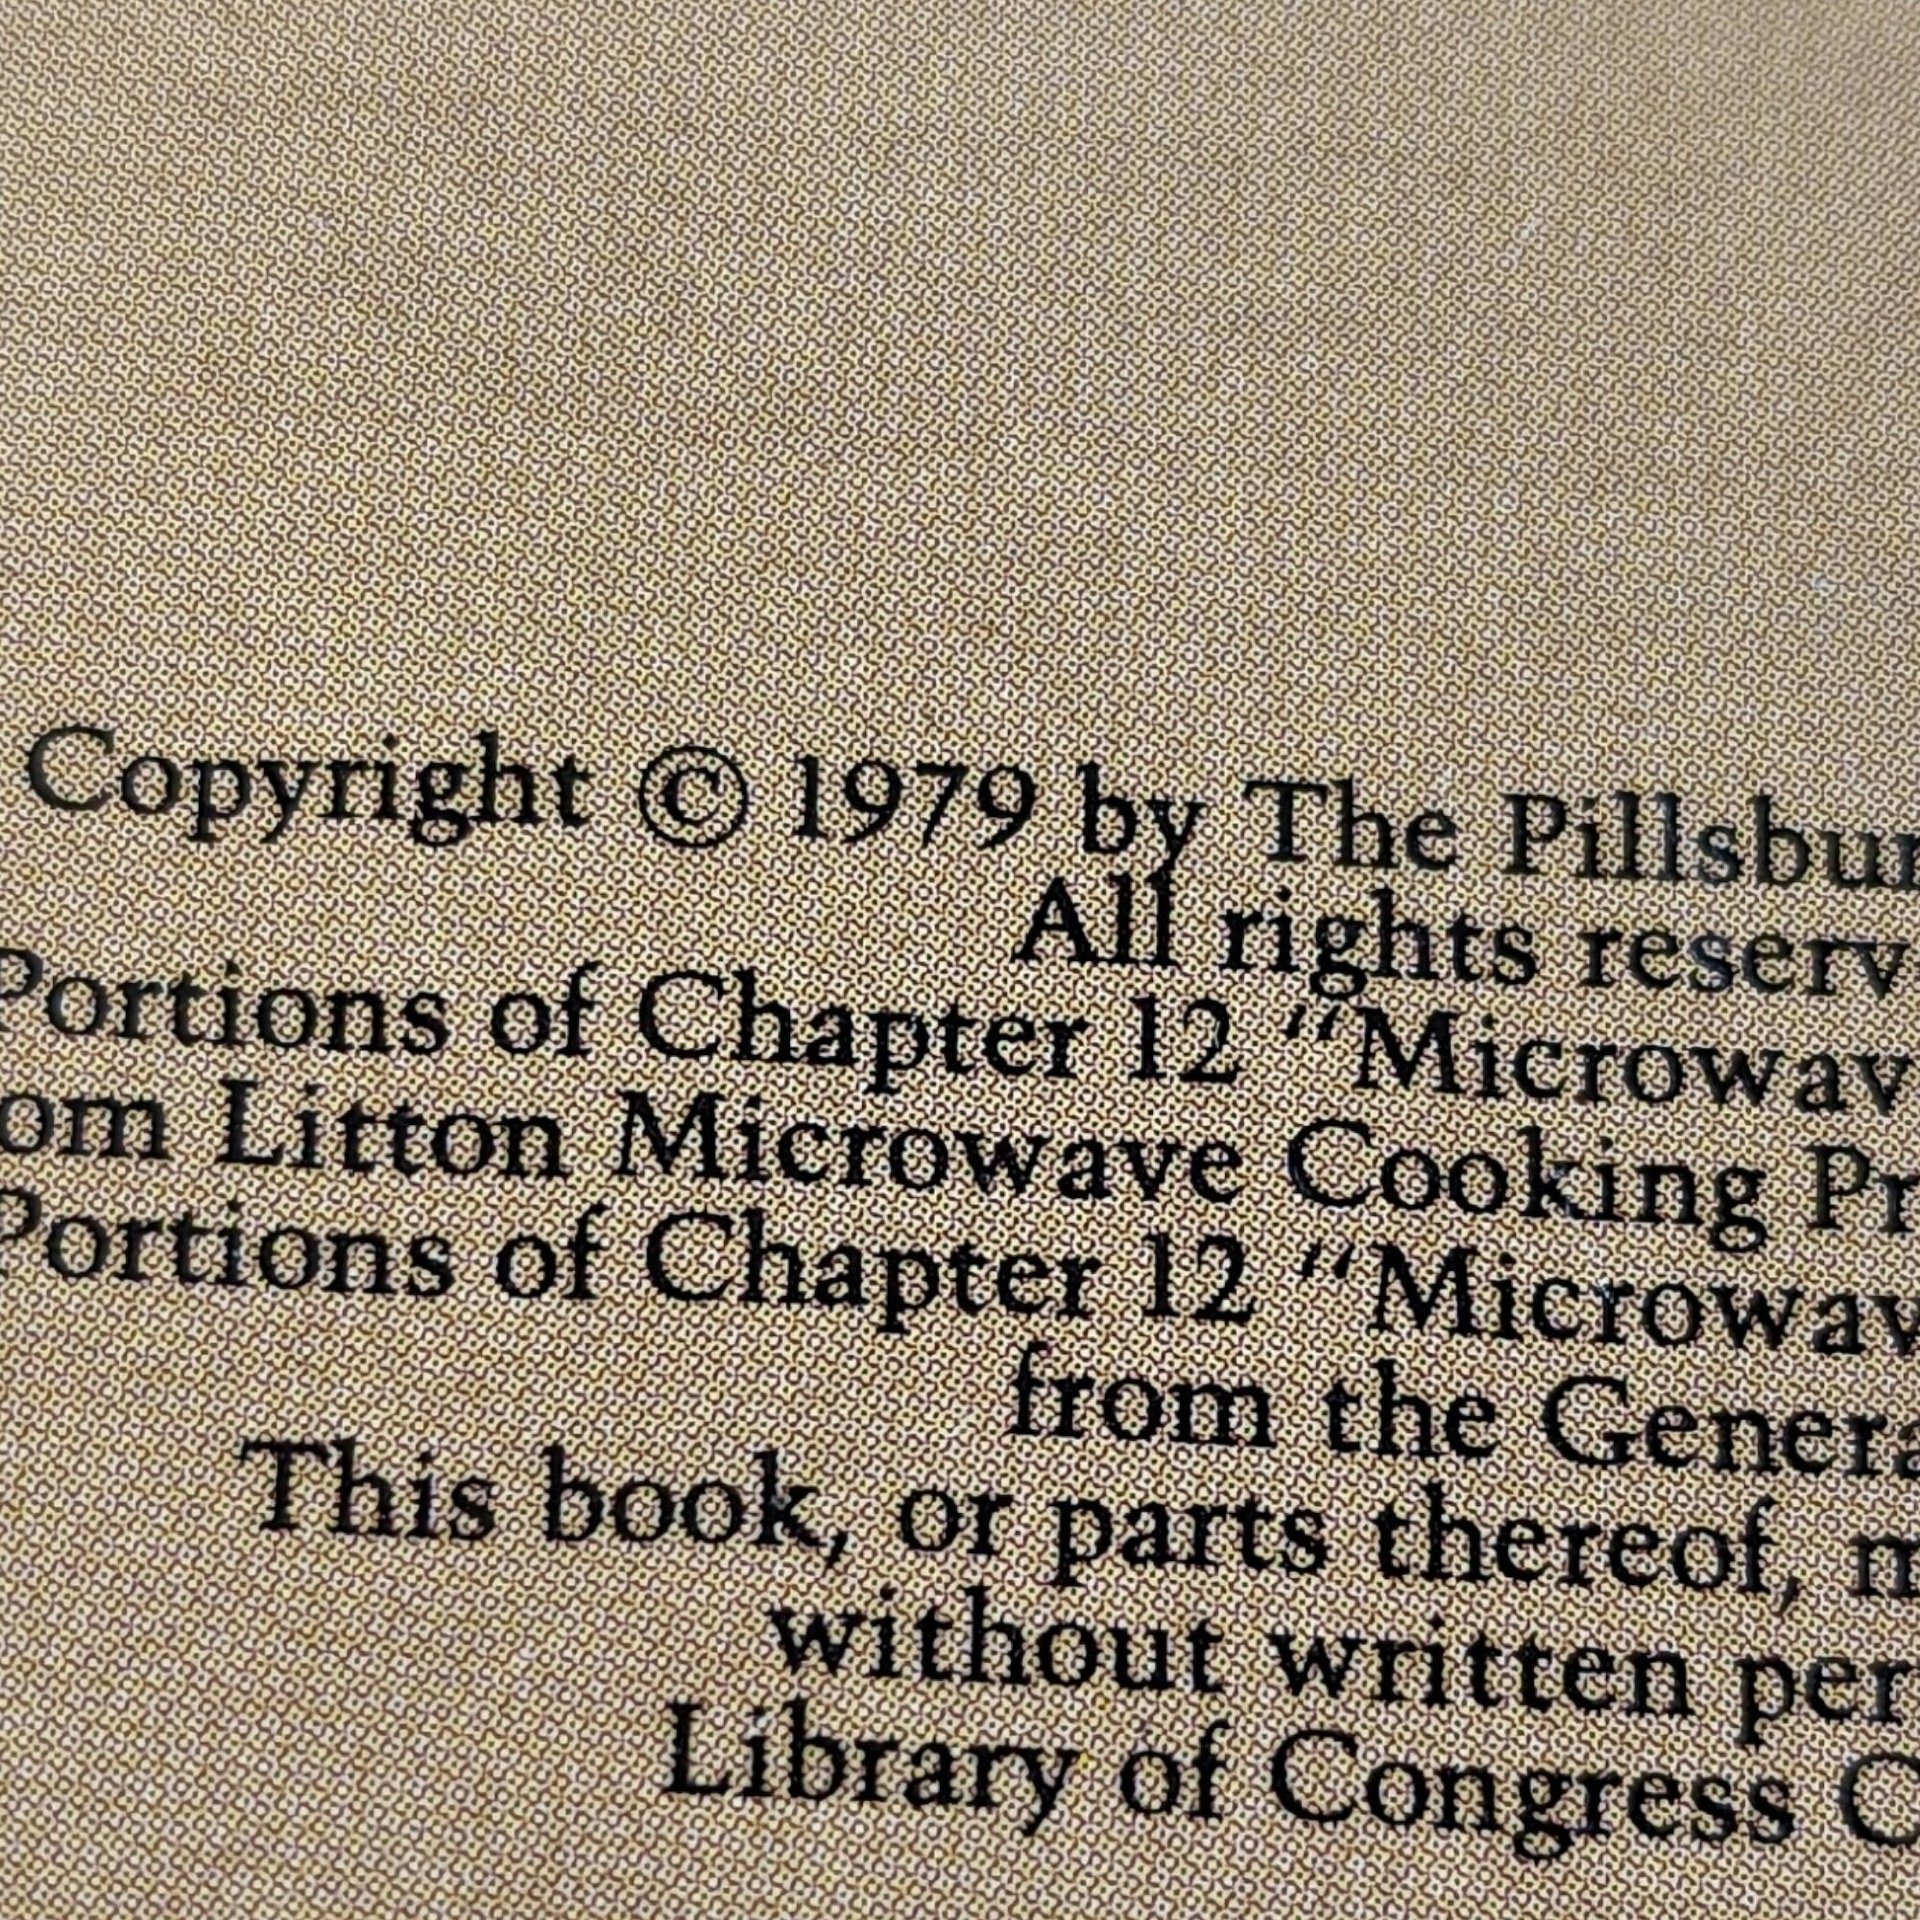 Copyright © 1979 by The Pillsbur
All rights reserv
Portions of Chapter 12 "Microwav
om Litton Microwave Cooking Pr
Portions of Chapter 12 "Microwav
from the Genera
This book, or parts thereof, m
without written per
Library of Congress C